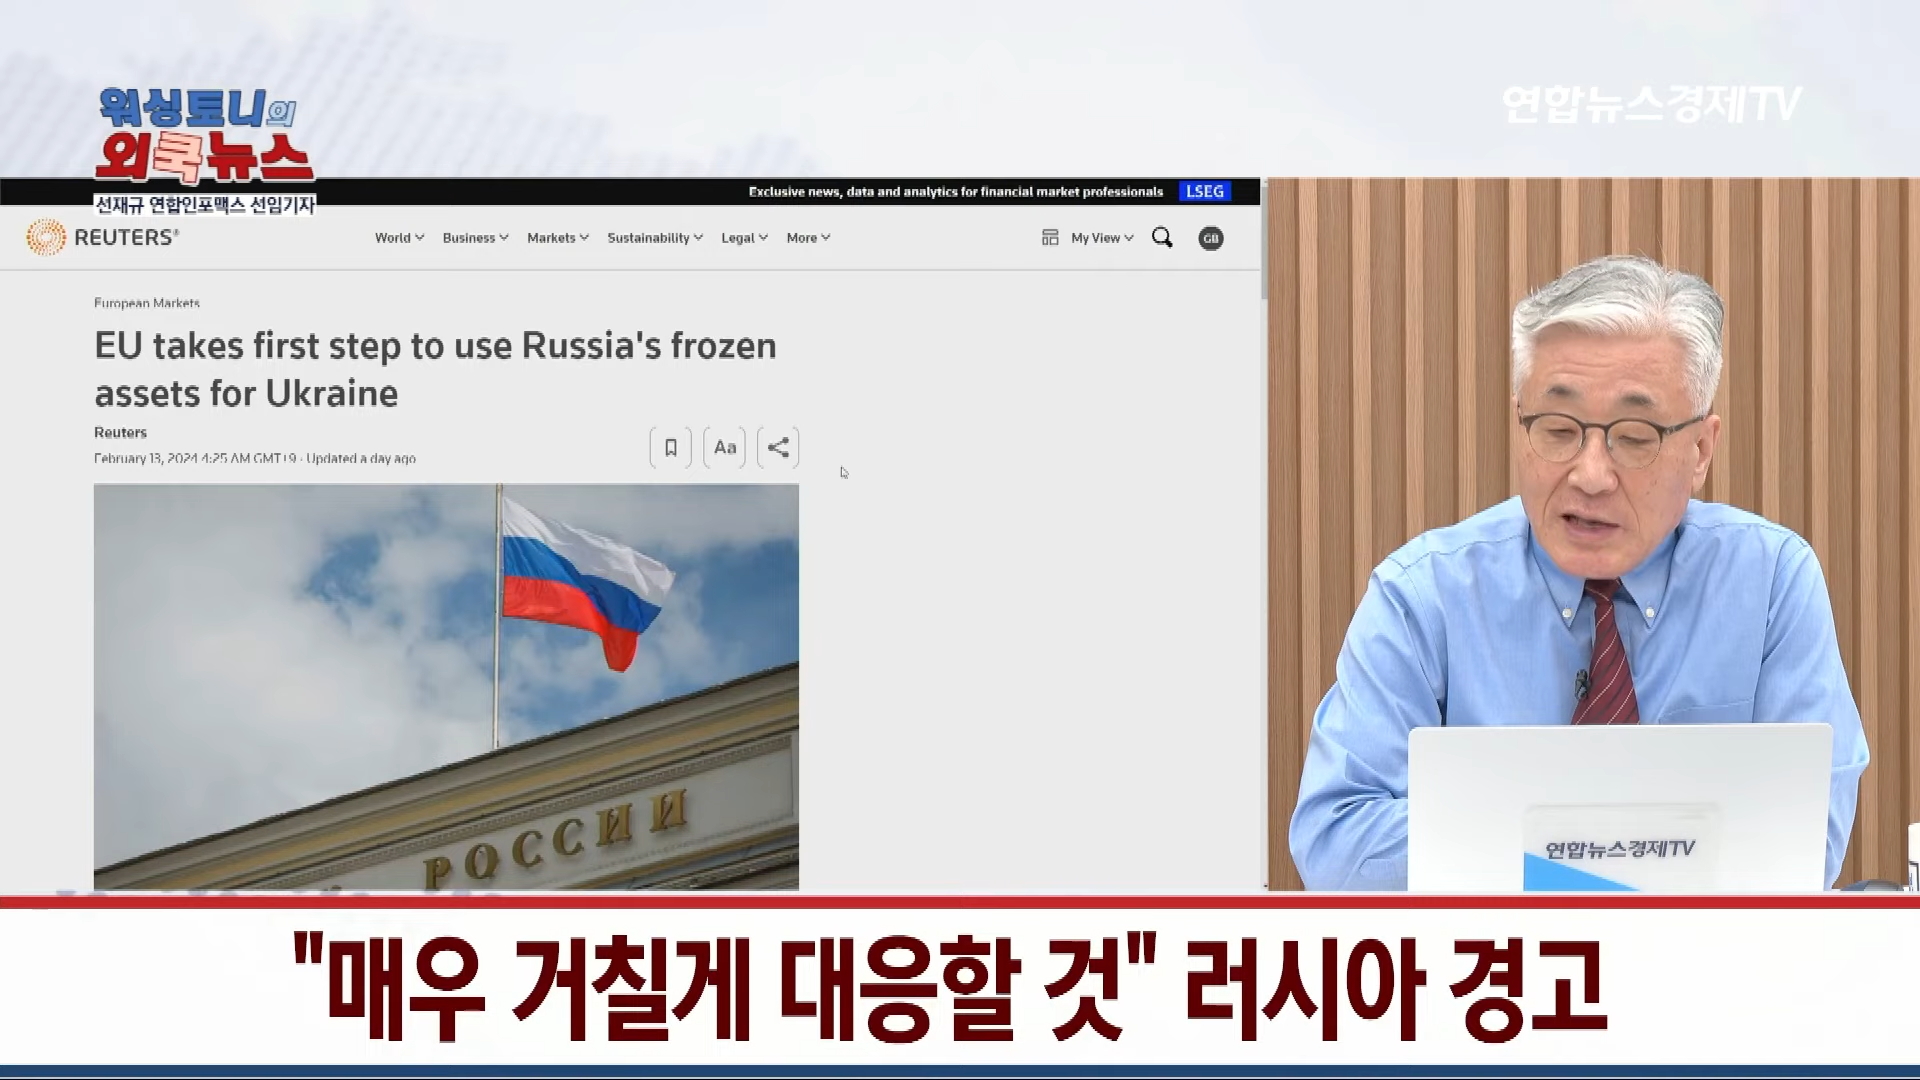 워싱토니의
외쿡뉴스
선재규 연합인포맥스 선임기자
연합뉴스경제TV
Exclusive news, data and analytics for financial market professionals LSEG
REUTERS®
World Business Markets Sustainability Legal More My View GB
European Markets
EU takes first step to use Russia's frozen
assets for Ukraine
Reuters
February 13, 2024 4:25 AM GMT+9 · Updated a day ago
Aa
РОССИИ
연합뉴스경제TV
"매우 거칠게 대응할 것" 러시아 경고